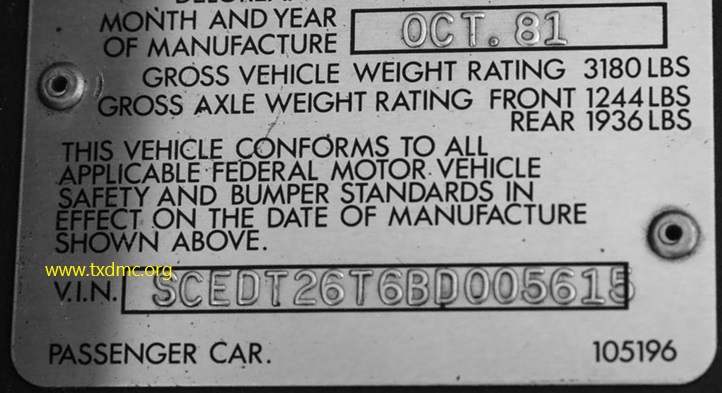 DELOREAN
MONTH AND YEAR
OF MANUFACTURE OCT. 81
GROSS VEHICLE WEIGHT RATING 3180 LBS
GROSS AXLE WEIGHT RATING FRONT 1244 LBS
REAR 1936 LBS
THIS VEHICLE CONFORMS TO ALL
APPLICABLE FEDERAL MOTOR VEHICLE
SAFETY AND BUMPER STANDARDS IN
EFFECT ON THE DATE OF MANUFACTURE
SHOWN ABOVE.
www.txdmc.org
V.I.N. SCEDT26T6BD005615
PASSENGER CAR. 105196